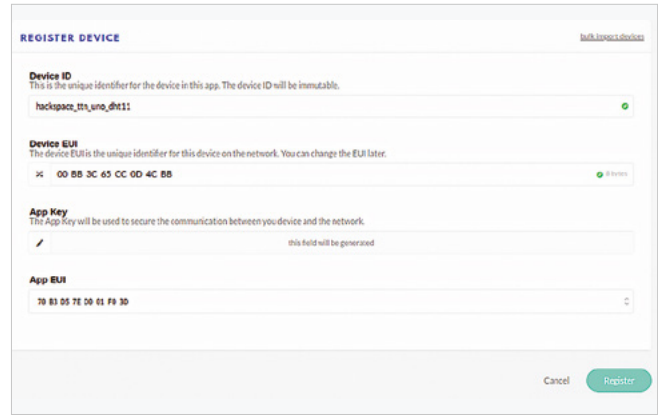 REGISTER DEVICE
bulk import devices
Device ID
This is the unique identifier for the device in this app. The device ID will be immutable.
hackspace_ttn_uno_dht11
Device EUI
The device EUI is the unique identifier for this device on the network. You can change the EUI later.
00 BB 3C 65 CC 0D 4C BB
8 bytes
App Key
The App Key will be used to secure the communication between you device and the network.
this field will be generated
App EUI
70 B3 D5 7E D0 01 F0 3D
Cancel
Register